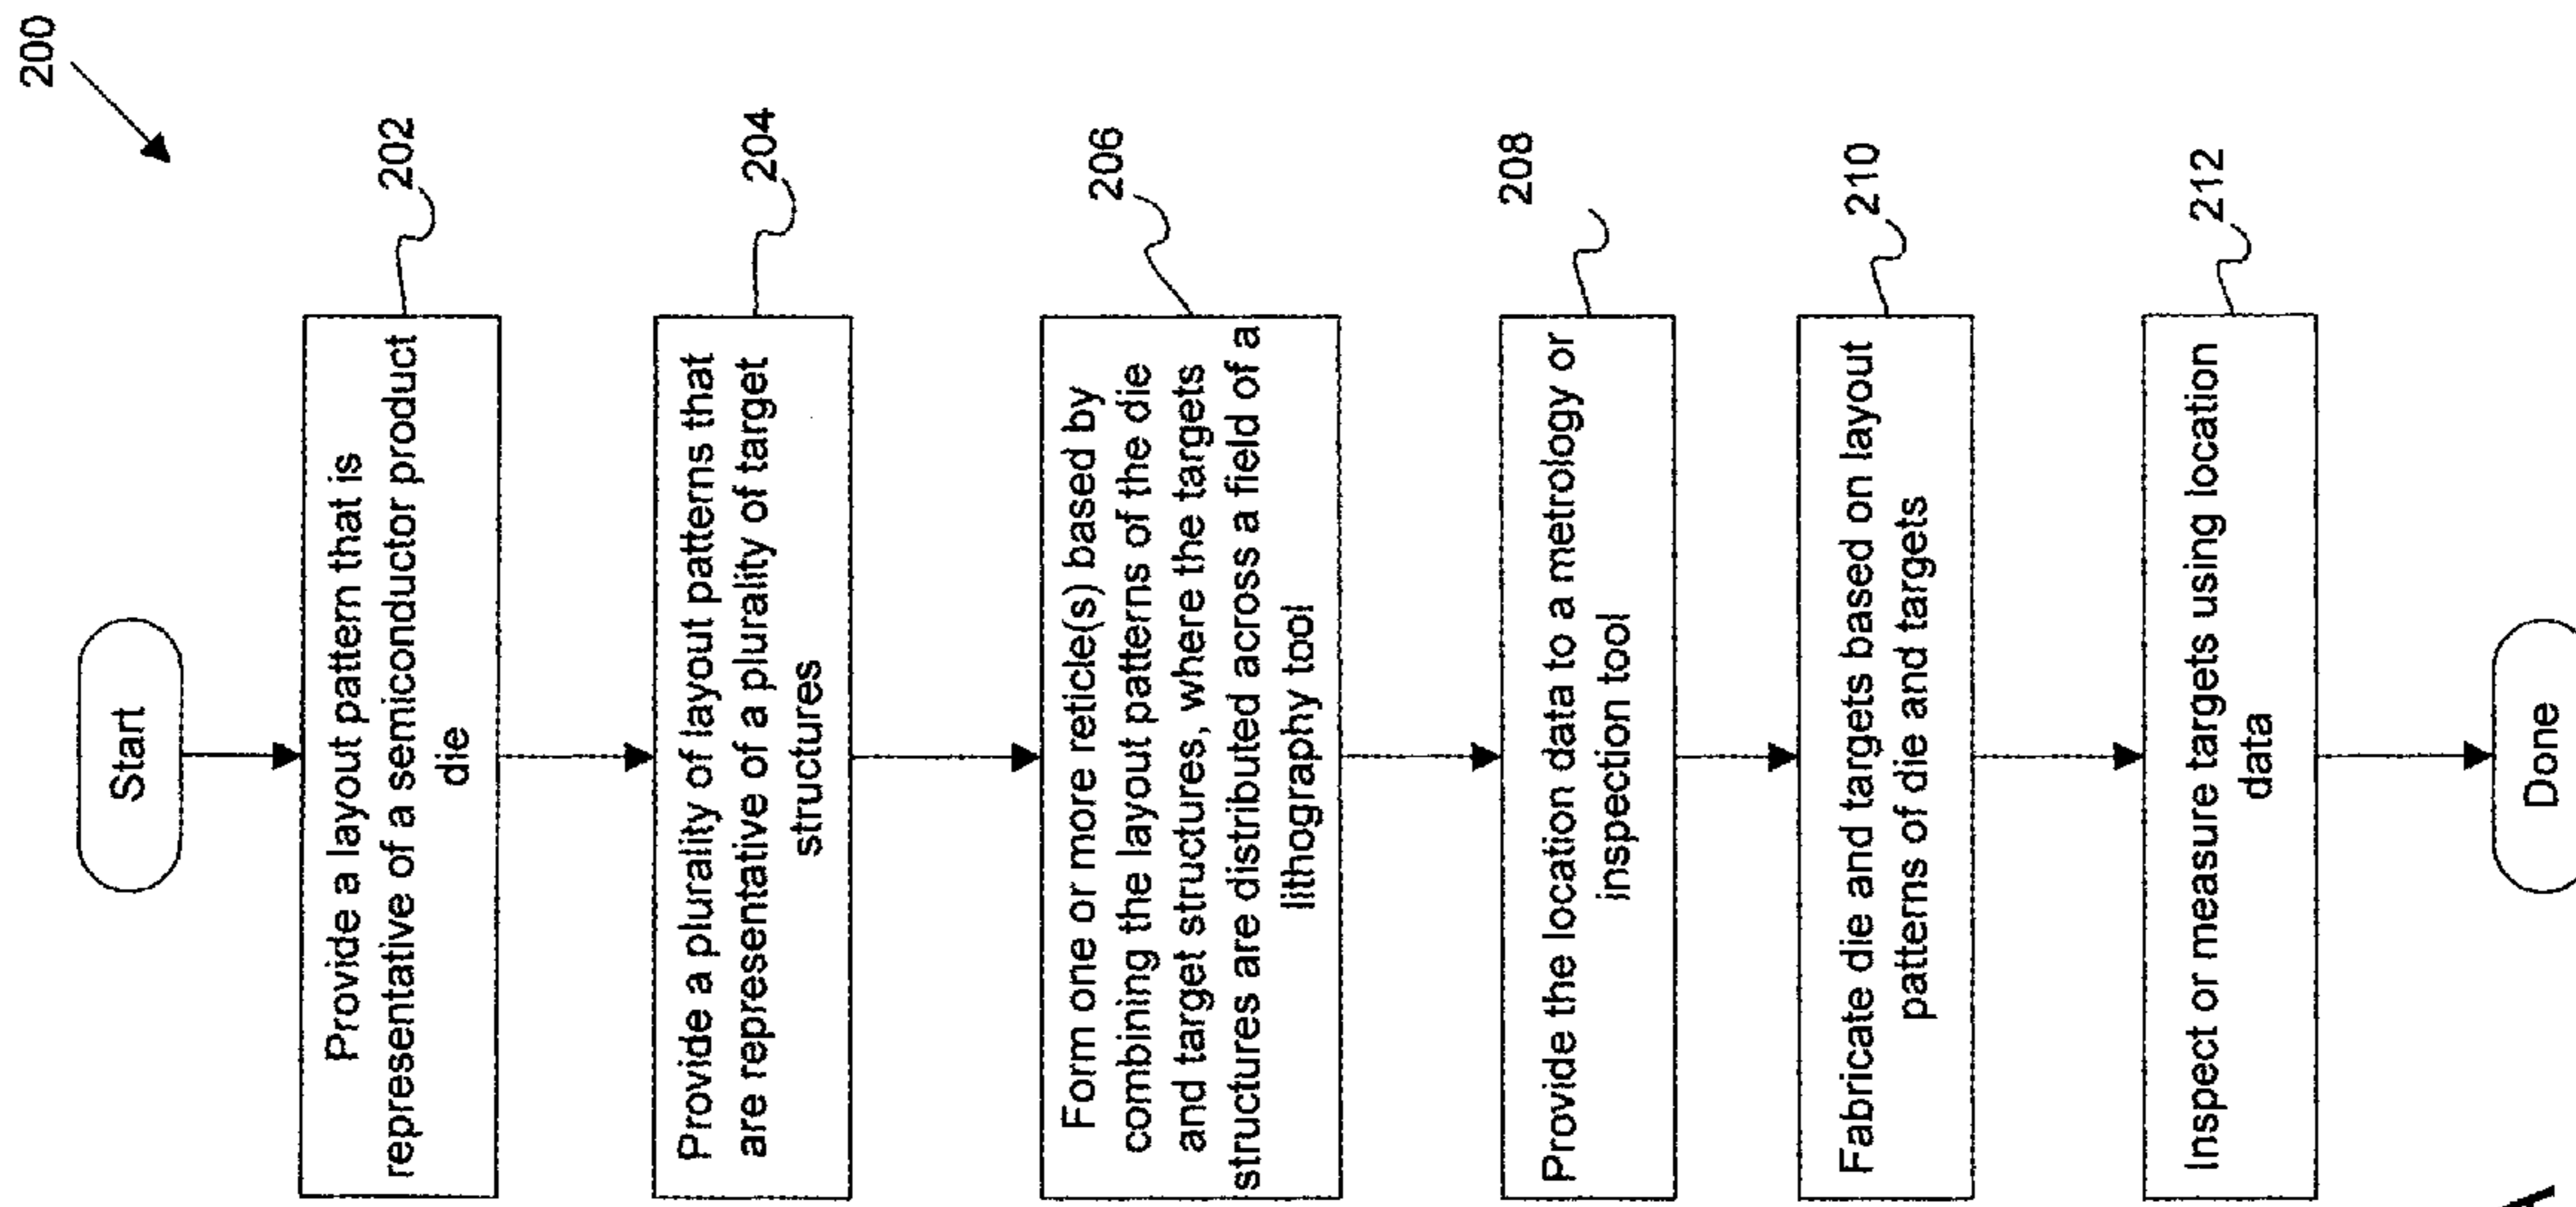 200
Start
Provide a layout pattern that is
representative of a semiconductor product
die
202
Provide a plurality of layout patterns that
are representative of a plurality of target
structures
204
Form one or more reticle(s) based by
combining the layout patterns of the die
and target structures, where the targets
structures are distributed across a field of a
lithography tool
206
Provide the location data to a metrology or
inspection tool
208
Fabricate die and targets based on layout
patterns of die and targets
210
Inspect or measure targets using location
data
212
Done